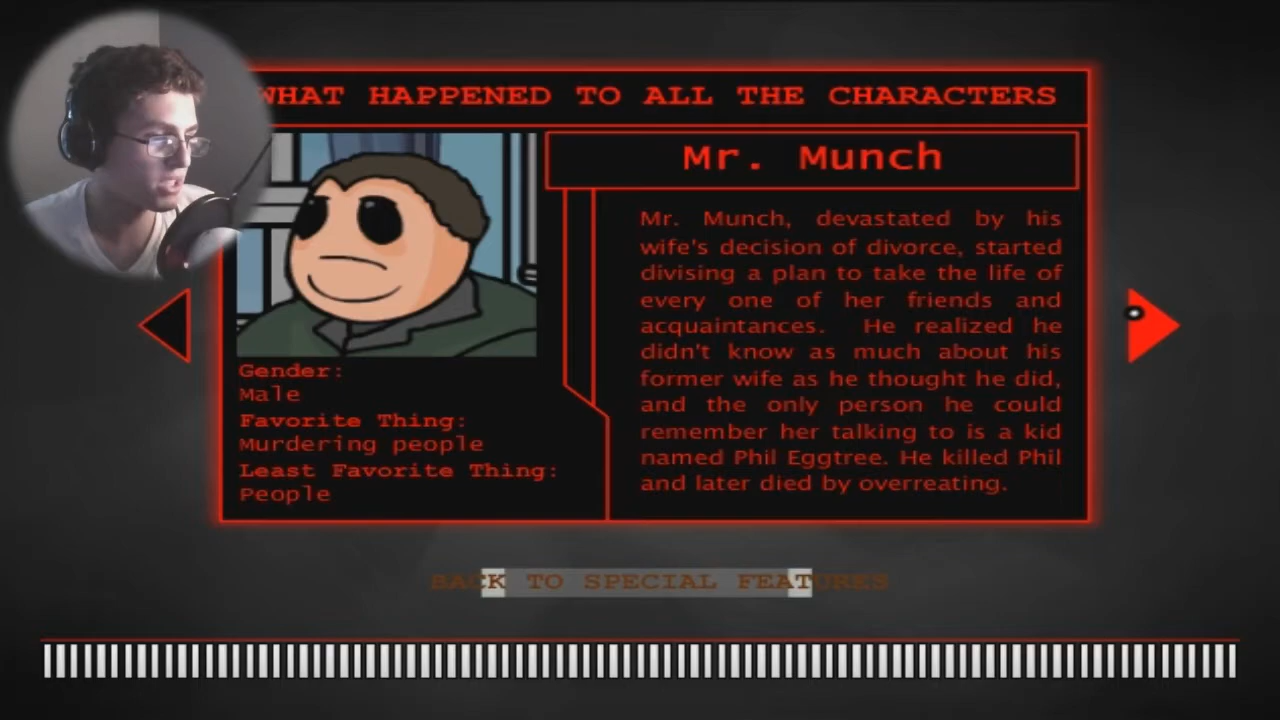 WHAT HAPPENED TO ALL THE CHARACTERS
Mr. Munch
Mr. Munch, devastated by his
wife's decision of divorce, started
divising a plan to take the life of
every one of her friends and
acquaintances. He realized he
didn't know as much about his
former wife as he thought he did,
and the only person he could
remember her talking to is a kid
named Phil Eggtree. He killed Phil
and later died by overreating.
Gender:
Male
Favorite Thing:
Murdering people
Least Favorite Thing:
People
BACK TO SPECIAL FEATURES